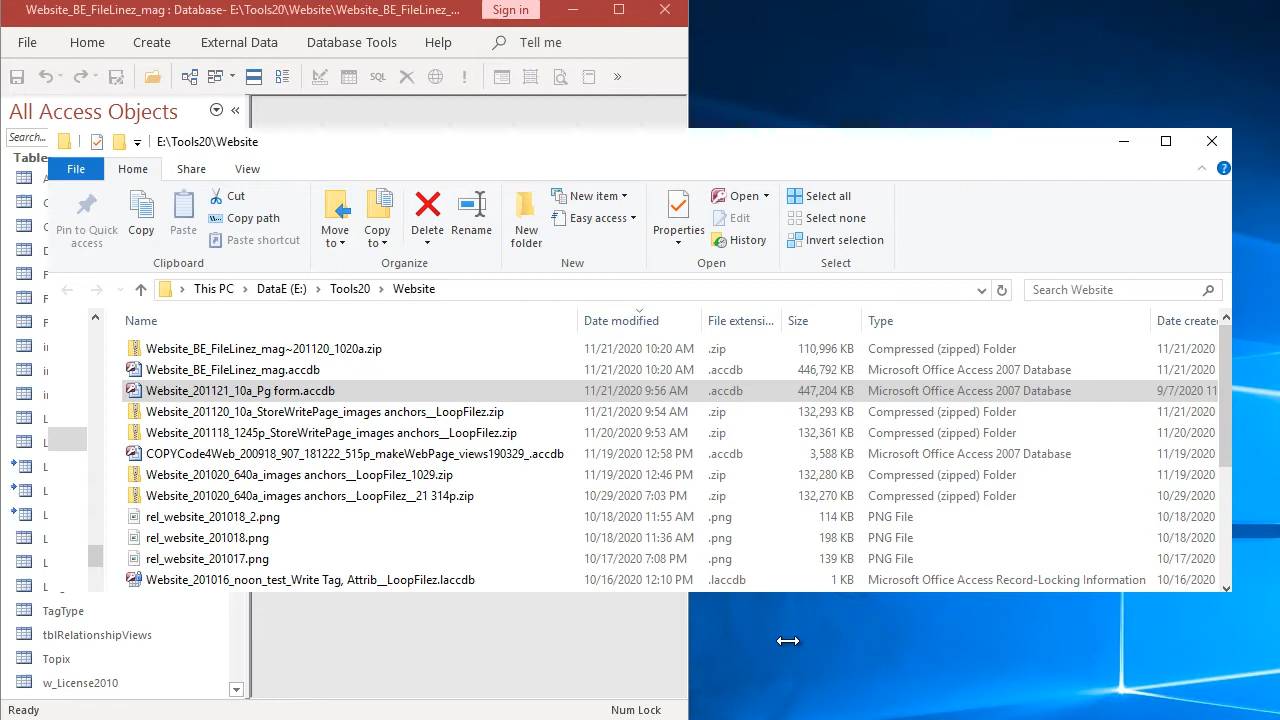 Website_BE_FileLinez_mag : Database- E:\Tools20\Website\Website_BE_FileLinez_... Sign in
File Home Create External Data Database Tools Help Tell me
SQL
All Access Objects
Search...
Table
E:\Tools20\Website
File Home Share View
Pin to Quick access
Copy
Paste
Cut
Copy path
Paste shortcut
Clipboard
Move to
Copy to
Delete
Rename
Organize
New folder
New item
Easy access
New
Properties
Open
Edit
History
Open
Select all
Select none
Invert selection
Select
This PC > DataE (E:) > Tools20 > Website
Search Website
Name Date modified File extensi... Size Type Date created
Website_BE_FileLinez_mag~201120_1020a.zip 11/21/2020 10:20 AM .zip 110,996 KB Compressed (zipped) Folder 11/21/2020
Website_BE_FileLinez_mag.accdb 11/21/2020 10:20 AM .accdb 446,792 KB Microsoft Office Access 2007 Database 11/21/2020
Website_201121_10a_Pg form.accdb 11/21/2020 9:56 AM .accdb 447,204 KB Microsoft Office Access 2007 Database 9/7/2020 11
Website_201120_10a_StoreWritePage_images anchors__LoopFilez.zip 11/21/2020 9:54 AM .zip 132,293 KB Compressed (zipped) Folder 11/21/2020
Website_201118_1245p_StoreWritePage_images anchors__LoopFilez.zip 11/20/2020 9:53 AM .zip 132,361 KB Compressed (zipped) Folder 11/20/2020
COPYCode4Web_200918_907_181222_515p_makeWebPage_views190329_.accdb 11/19/2020 12:58 PM .accdb 3,588 KB Microsoft Office Access 2007 Database 11/19/2020
Website_201020_640a_images anchors__LoopFilez_1029.zip 11/19/2020 12:46 PM .zip 132,280 KB Compressed (zipped) Folder 11/19/2020
Website_201020_640a_images anchors__LoopFilez__21 314p.zip 10/29/2020 7:03 PM .zip 132,270 KB Compressed (zipped) Folder 10/29/2020
rel_website_201018_2.png 10/18/2020 11:55 AM .png 114 KB PNG File 10/18/2020
rel_website_201018.png 10/18/2020 11:36 AM .png 198 KB PNG File 10/18/2020
rel_website_201017.png 10/17/2020 7:08 PM .png 139 KB PNG File 10/17/2020
Website_201016_noon_test_Write Tag, Attrib__LoopFilez.laccdb 10/16/2020 12:10 PM .laccdb 1 KB Microsoft Office Access Record-Locking Information 10/16/2020
TagType
tblRelationshipViews
Topix
w_License2010
Ready Num Lock